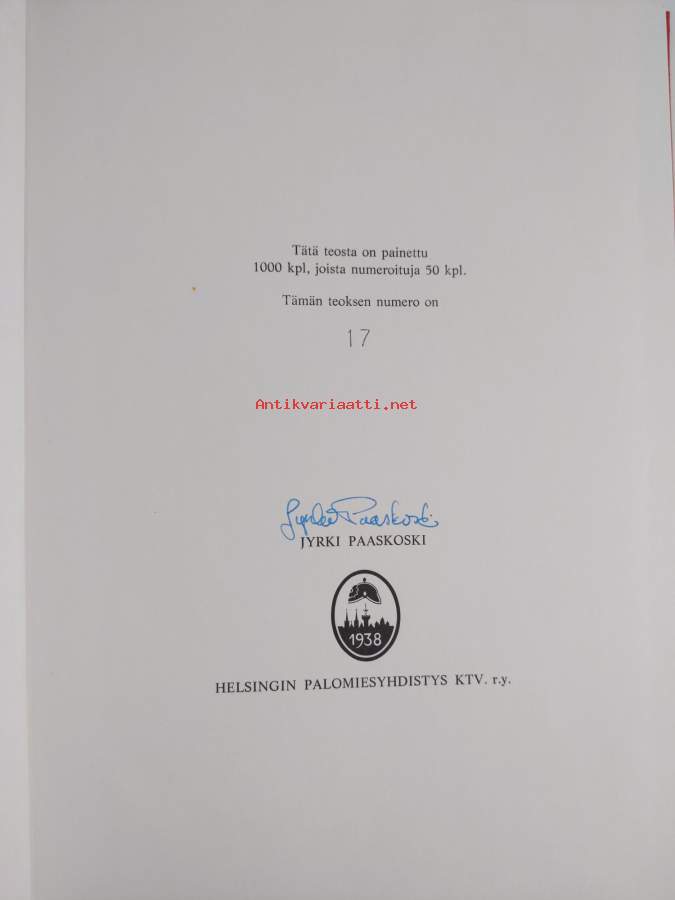 Tätä teosta on painettu
1000 kpl, joista numeroituja 50 kpl.
Tämän teoksen numero on
17
Antikvariaatti.net
Jyrki Paaskoski
JYRKI PAASKOSKI
1938
HELSINGIN PALOMIESYHDISTYS KTV. r.y.